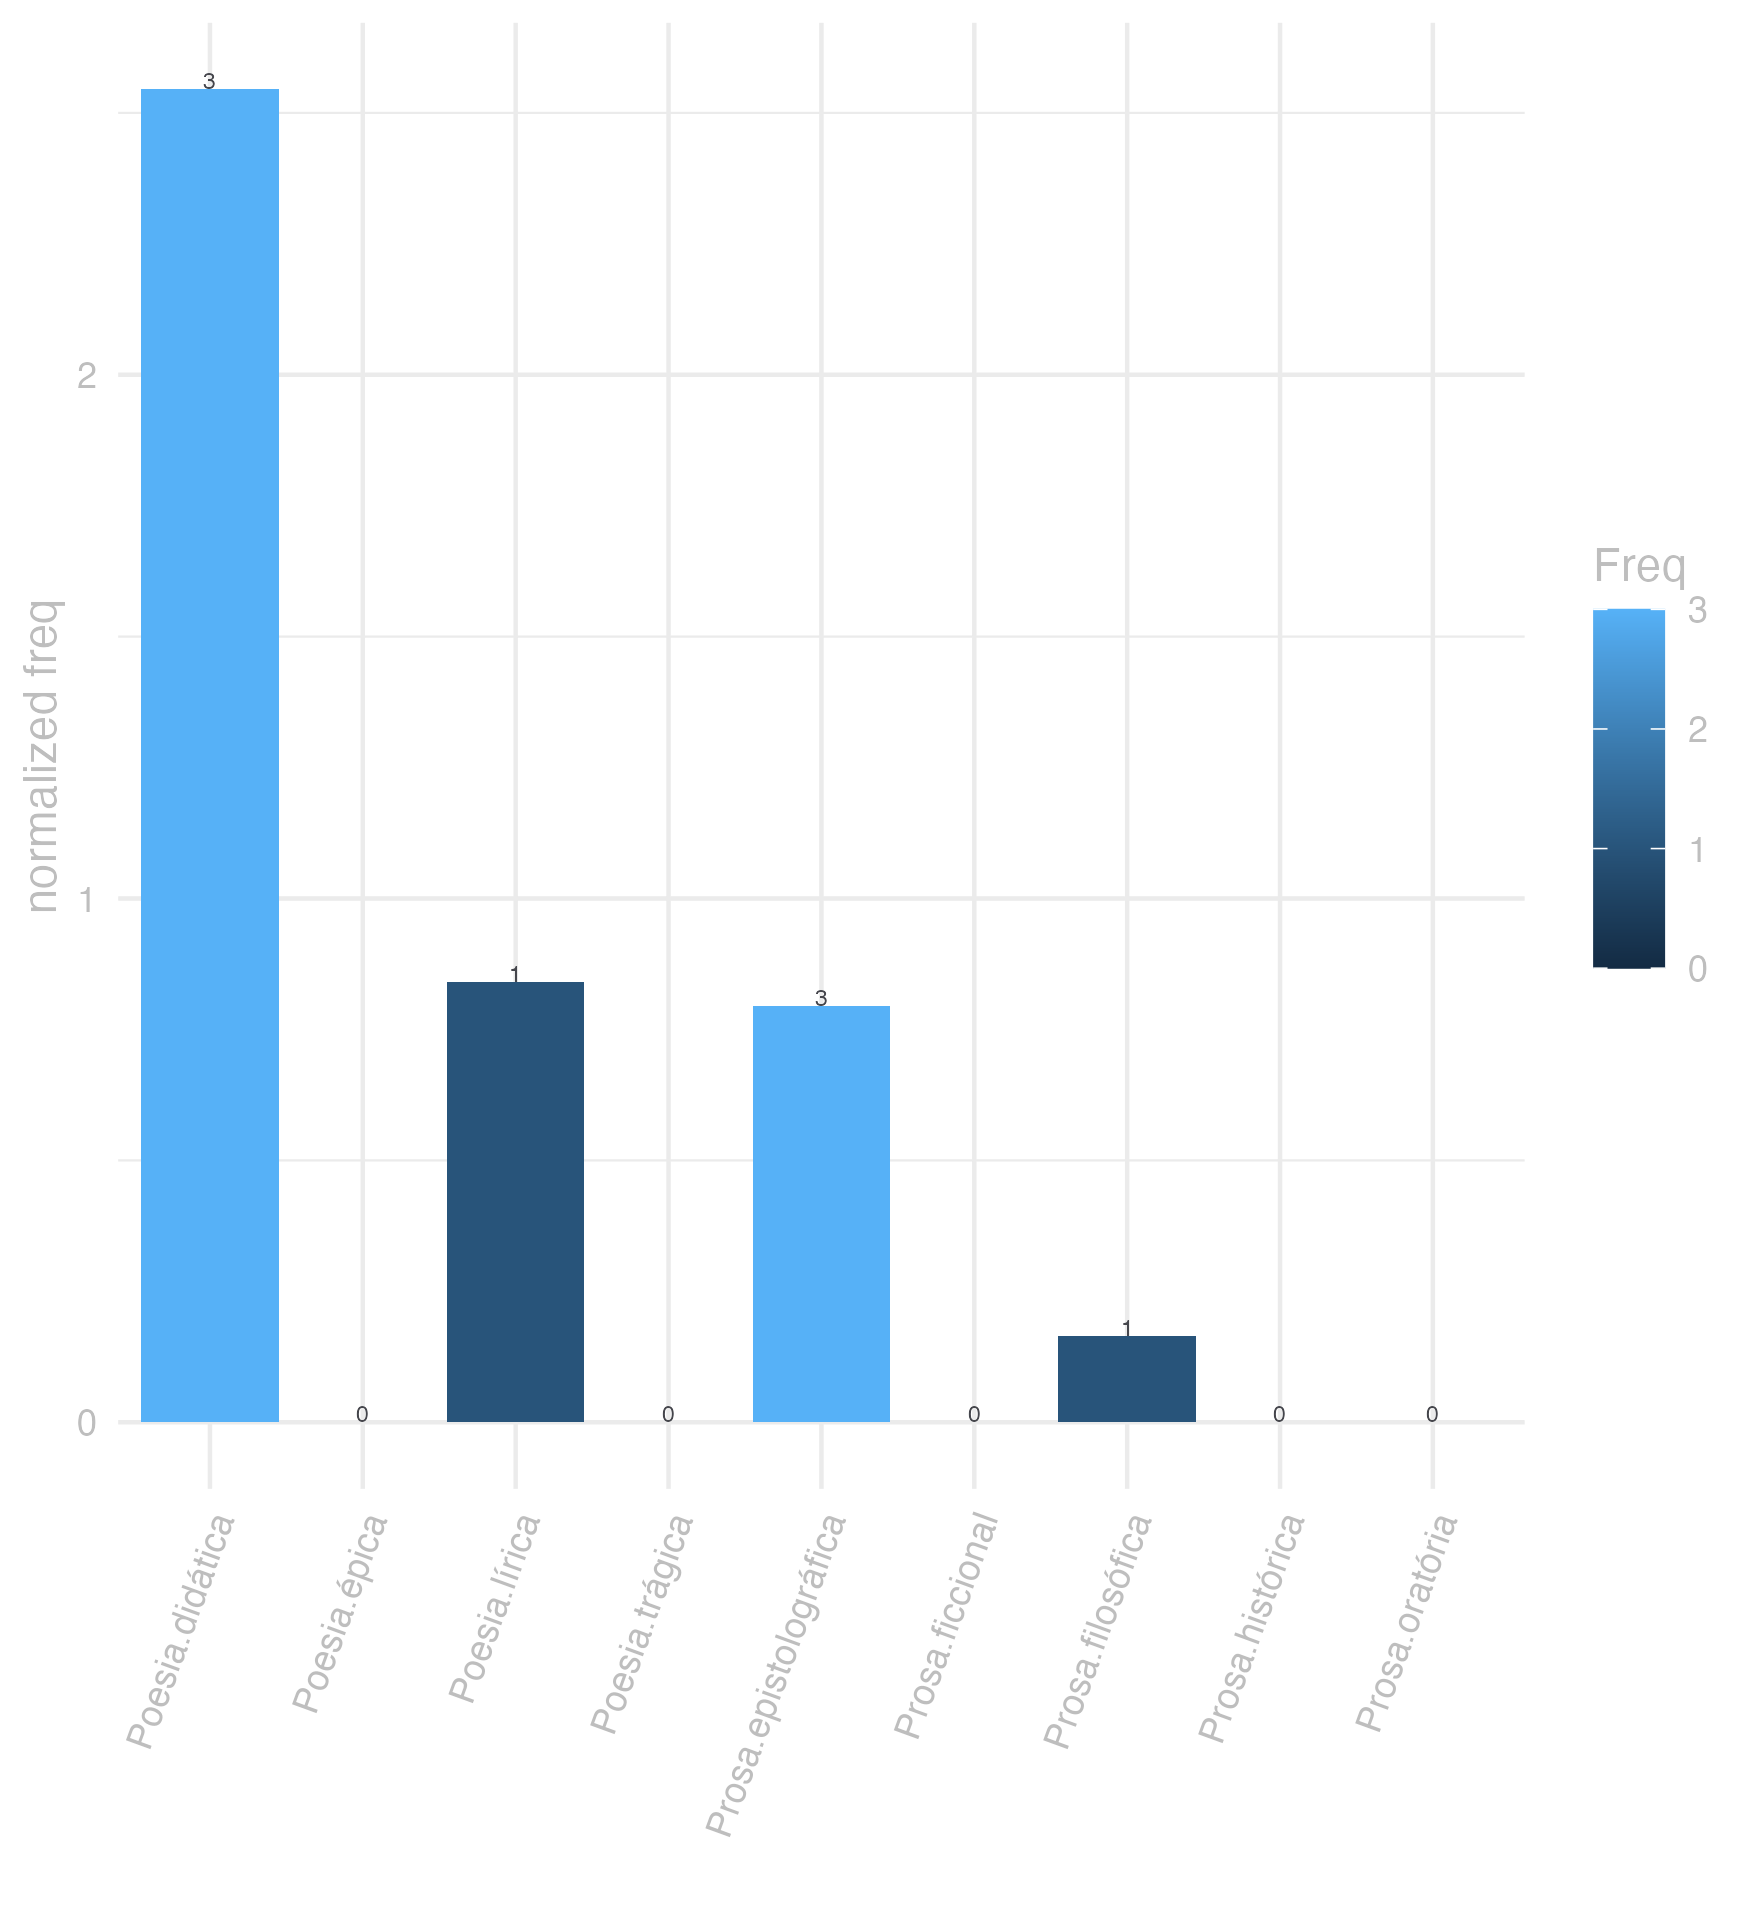 normalized freq
2
1
0
3
0
1
0
3
0
1
0
0
Poesia.didática
Poesia.épica
Poesia.lírica
Poesia.trágica
Prosa.epistolográfica
Prosa.ficcional
Prosa.filosófica
Prosa.histórica
Prosa.oratória
Freq
3
2
1
0